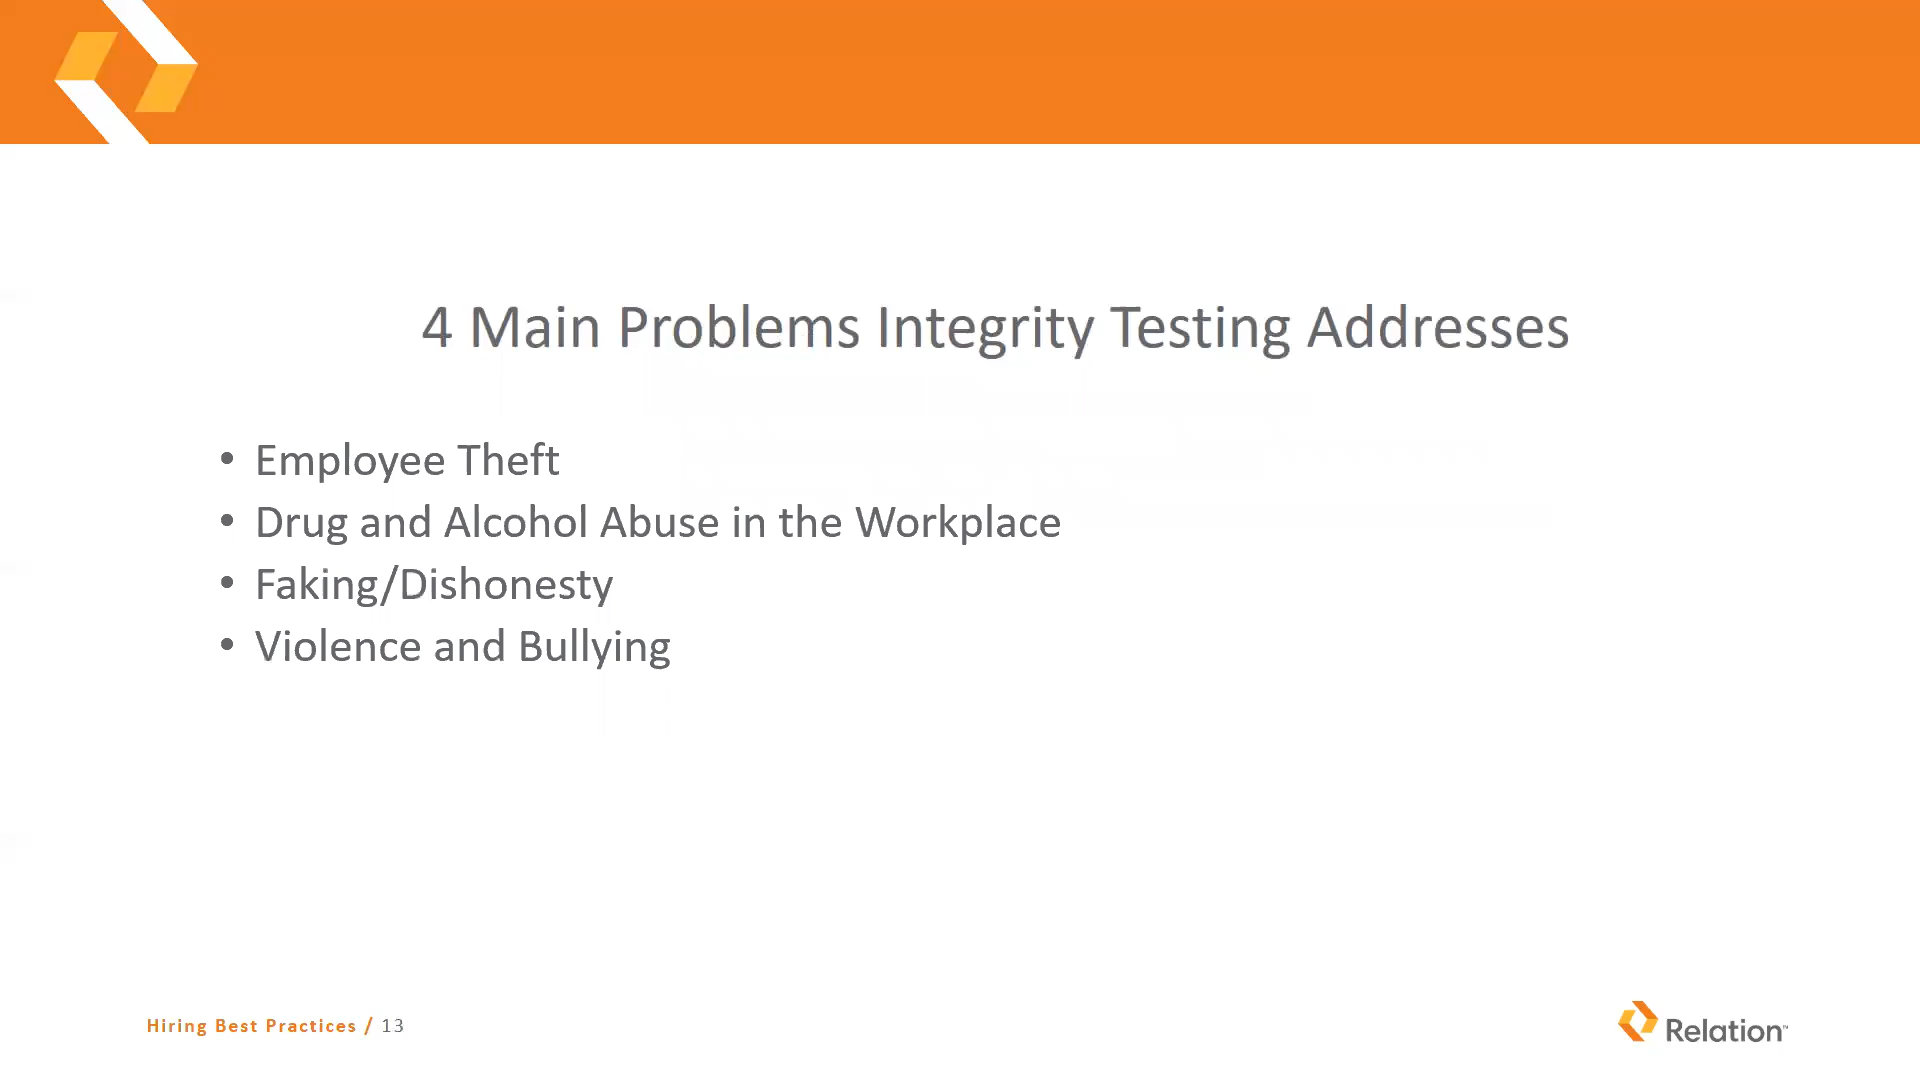 4 Main Problems Integrity Testing Addresses
• Employee Theft
• Drug and Alcohol Abuse in the Workplace
• Faking/Dishonesty
• Violence and Bullying
Hiring Best Practices / 13
Relation™